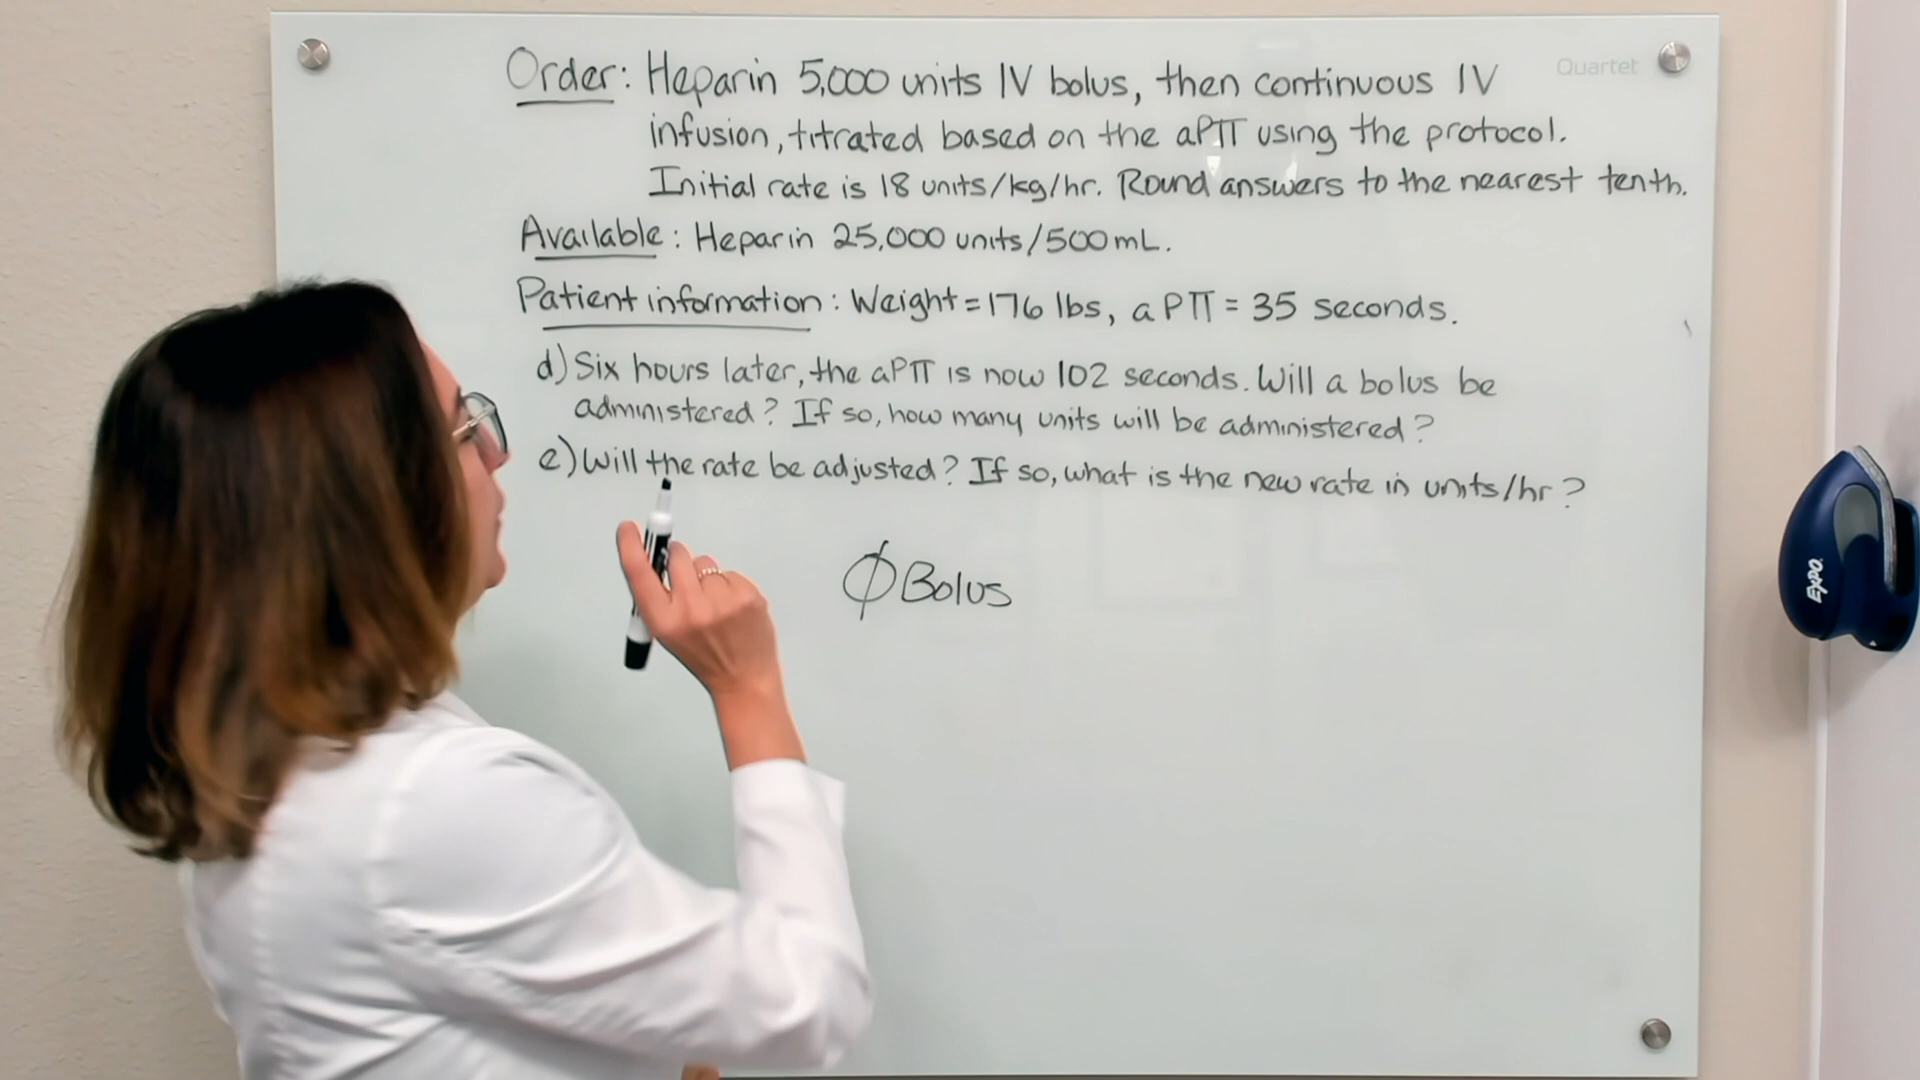 Quartet
Order: Heparin 5,000 units IV bolus, then continuous IV
infusion, titrated based on the aPTT using the protocol.
Initial rate is 18 units/kg/hr. Round answers to the nearest tenth.
Available: Heparin 25,000 units/500mL.
Patient information: Weight=176 lbs, aPTT = 35 seconds.
d) Six hours later, the aPTT is now 102 seconds. Will a bolus be
administered? If so, how many units will be administered?
e) Will the rate be adjusted? If so, what is the new rate in units/hr?
∅ Bolus
EXPO